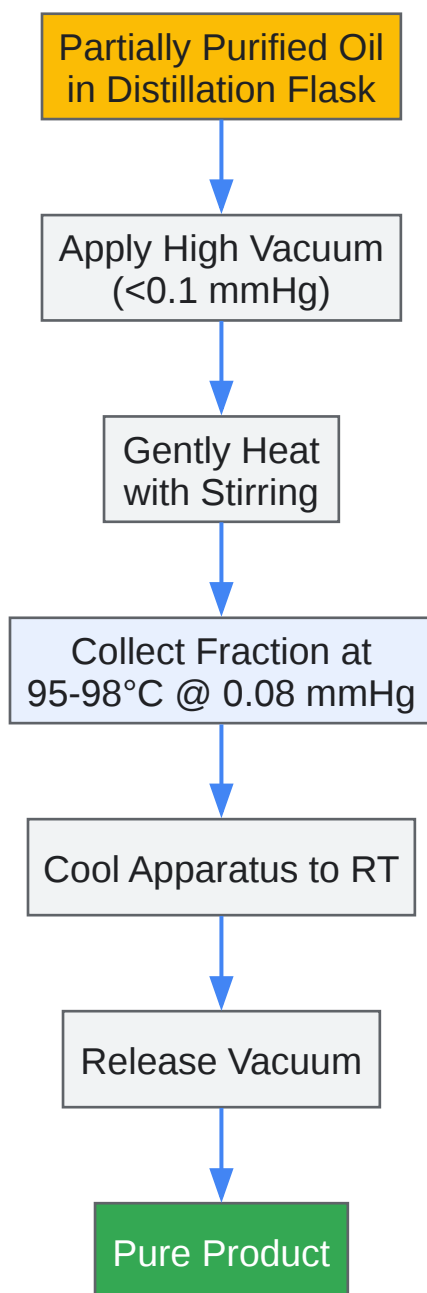 Partially Purified Oil
in Distillation Flask
Apply High Vacuum
(<0.1 mmHg)
Gently Heat
with Stirring
Collect Fraction at
95-98°C @ 0.08 mmHg
Cool Apparatus to RT
Release Vacuum
Pure Product